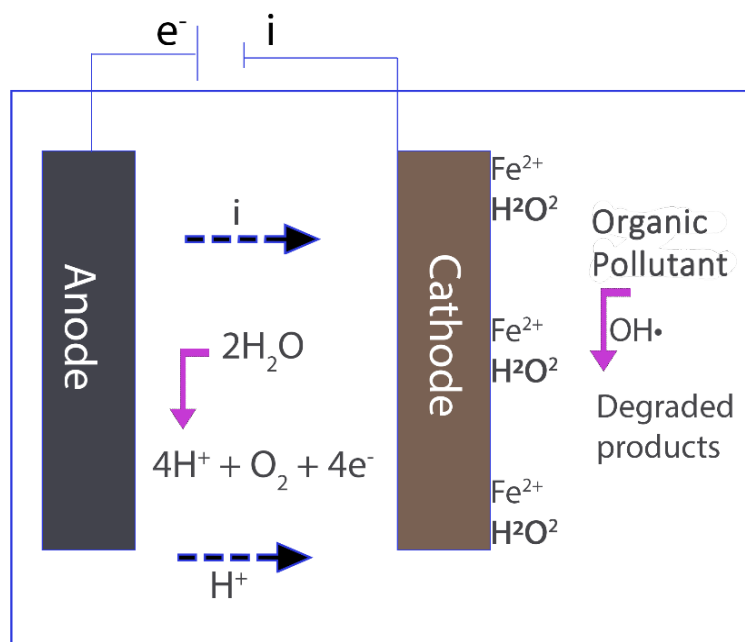 e⁻ i
Anode
i
2H₂O
4H⁺ + O₂ + 4e⁻
H⁺
Cathode
Fe²⁺
H²O²
Fe²⁺
H²O²
Fe²⁺
H²O²
Organic
Pollutant
OH•
Degraded
products